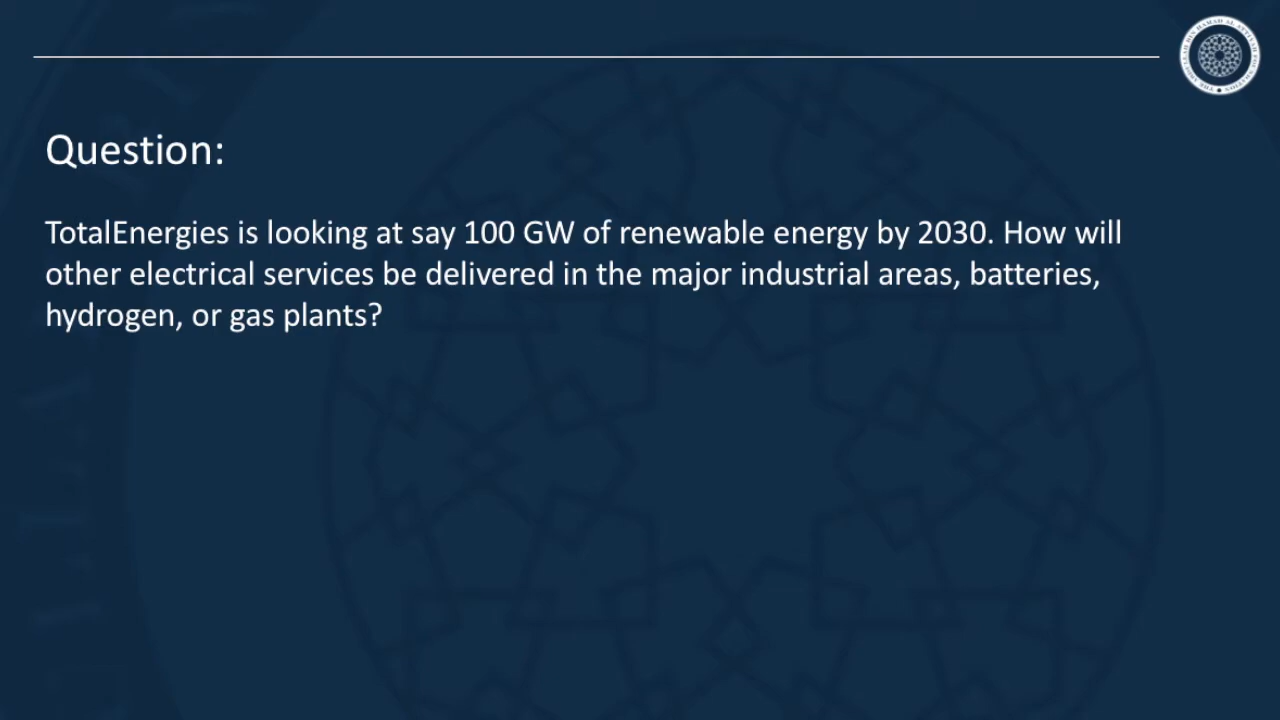 Question:
TotalEnergies is looking at say 100 GW of renewable energy by 2030. How will
other electrical services be delivered in the major industrial areas, batteries,
hydrogen, or gas plants?